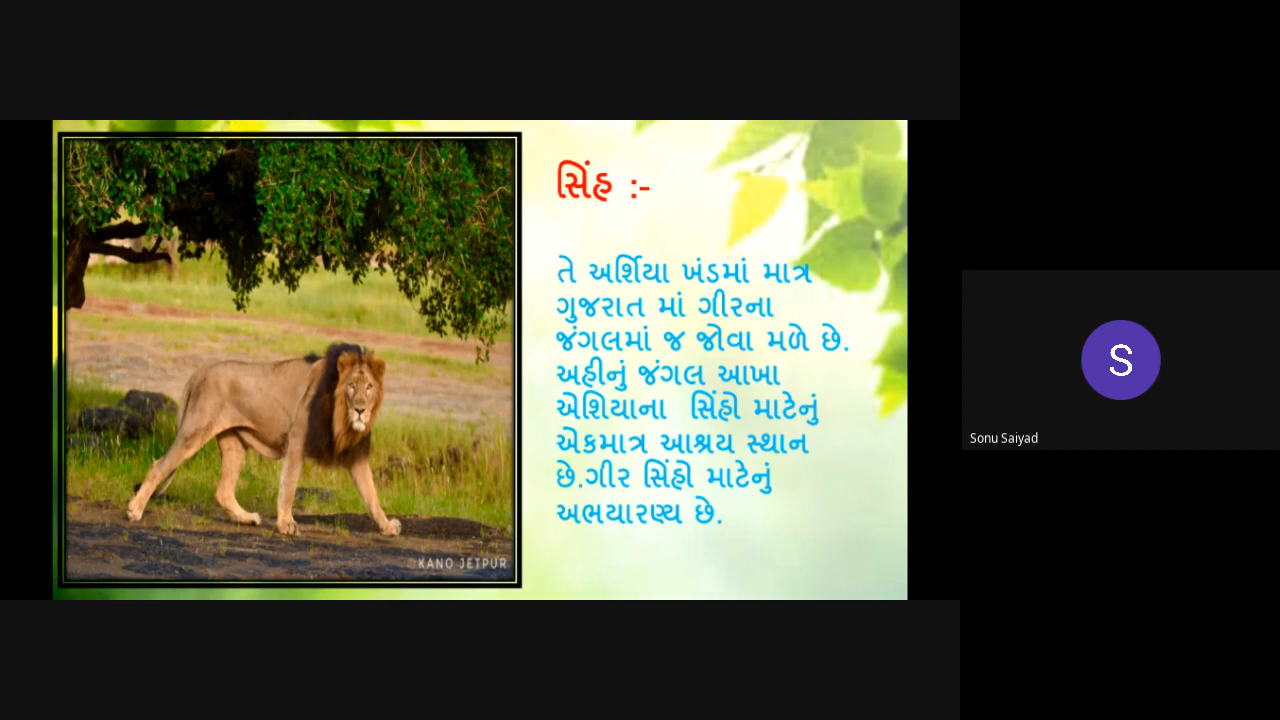 સિંહ :-
તે અર્શિયા ખંડમાં માત્ર
ગુજરાત માં ગીરના
જંગલમાં જ જોવા મળે છે.
અહીનું જંગલ આખા
એશિયાના સિંહો માટેનું
એકમાત્ર આશ્રય સ્થાન
છે.ગીર સિંહો માટેનું
અભયારણ્ય છે.
KANO JETPUR
S
Sonu Saiyad